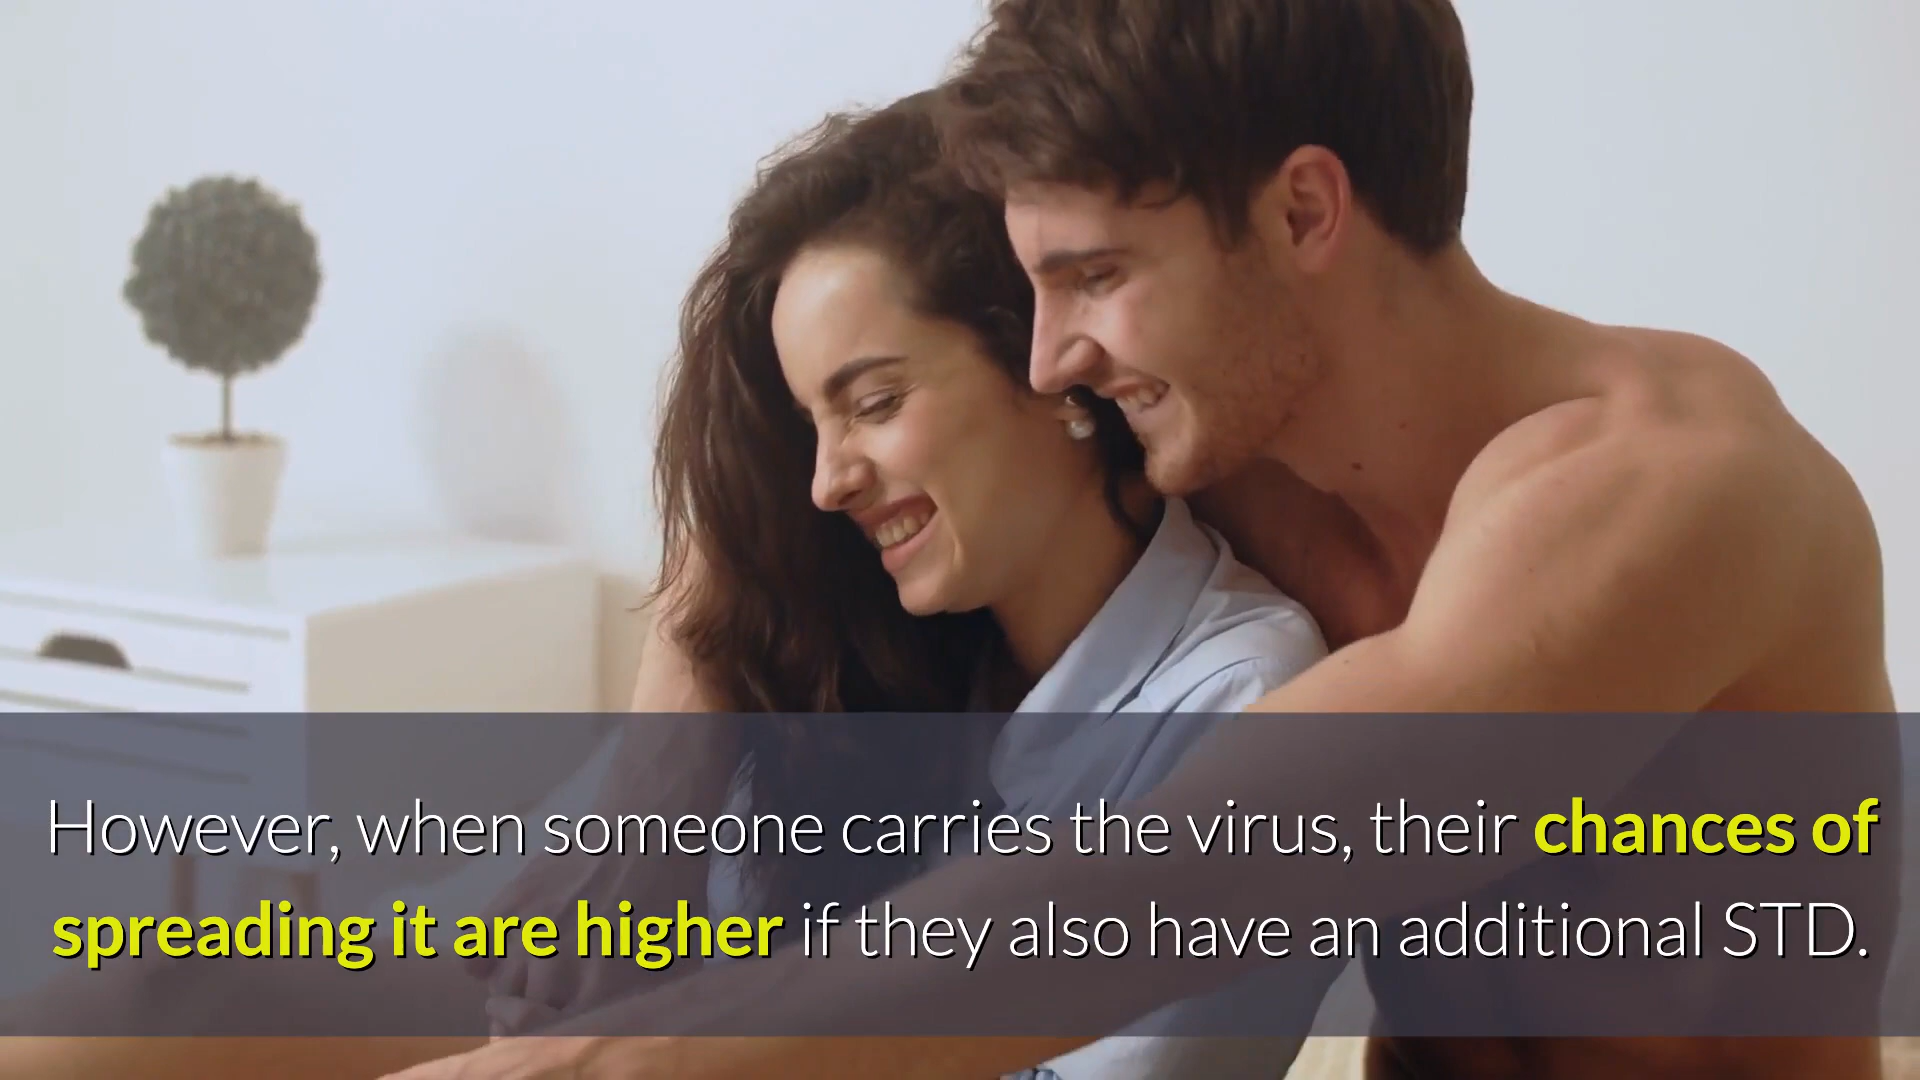 However, when someone carries the virus, their chances of
spreading it are higher if they also have an additional STD.